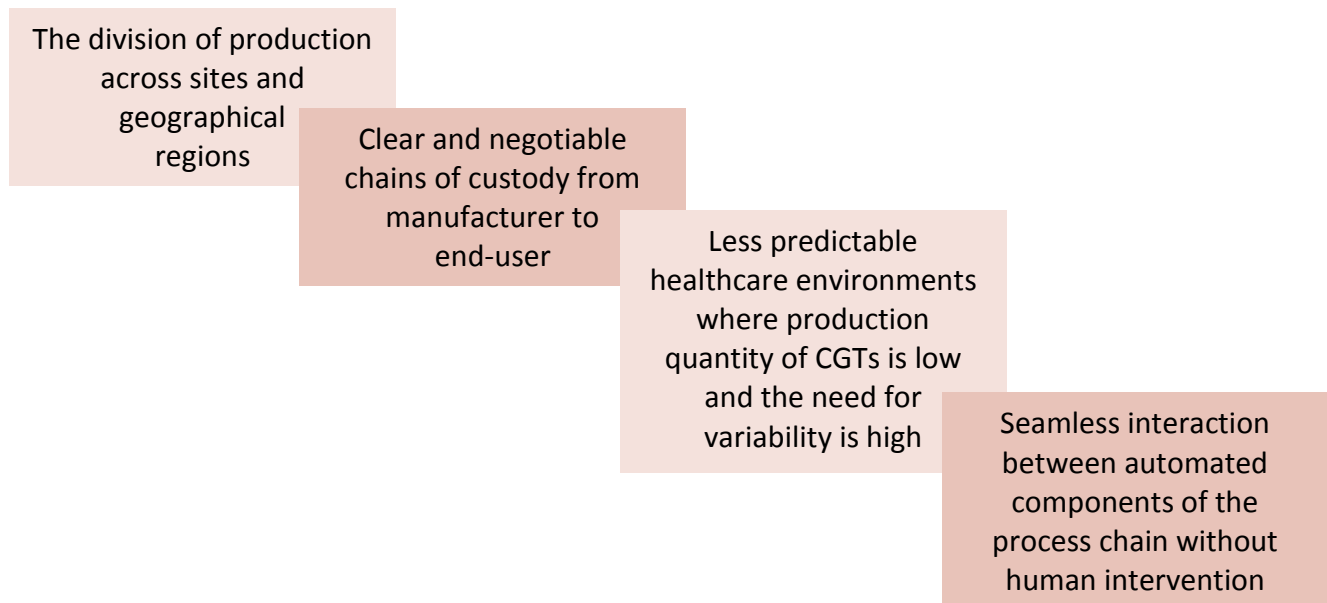 The division of production
across sites and
geographical
regions
Clear and negotiable
chains of custody from
manufacturer to
end-user
Less predictable
healthcare environments
where production
quantity of CGTs is low
and the need for
variability is high
Seamless interaction
between automated
components of the
process chain without
human intervention